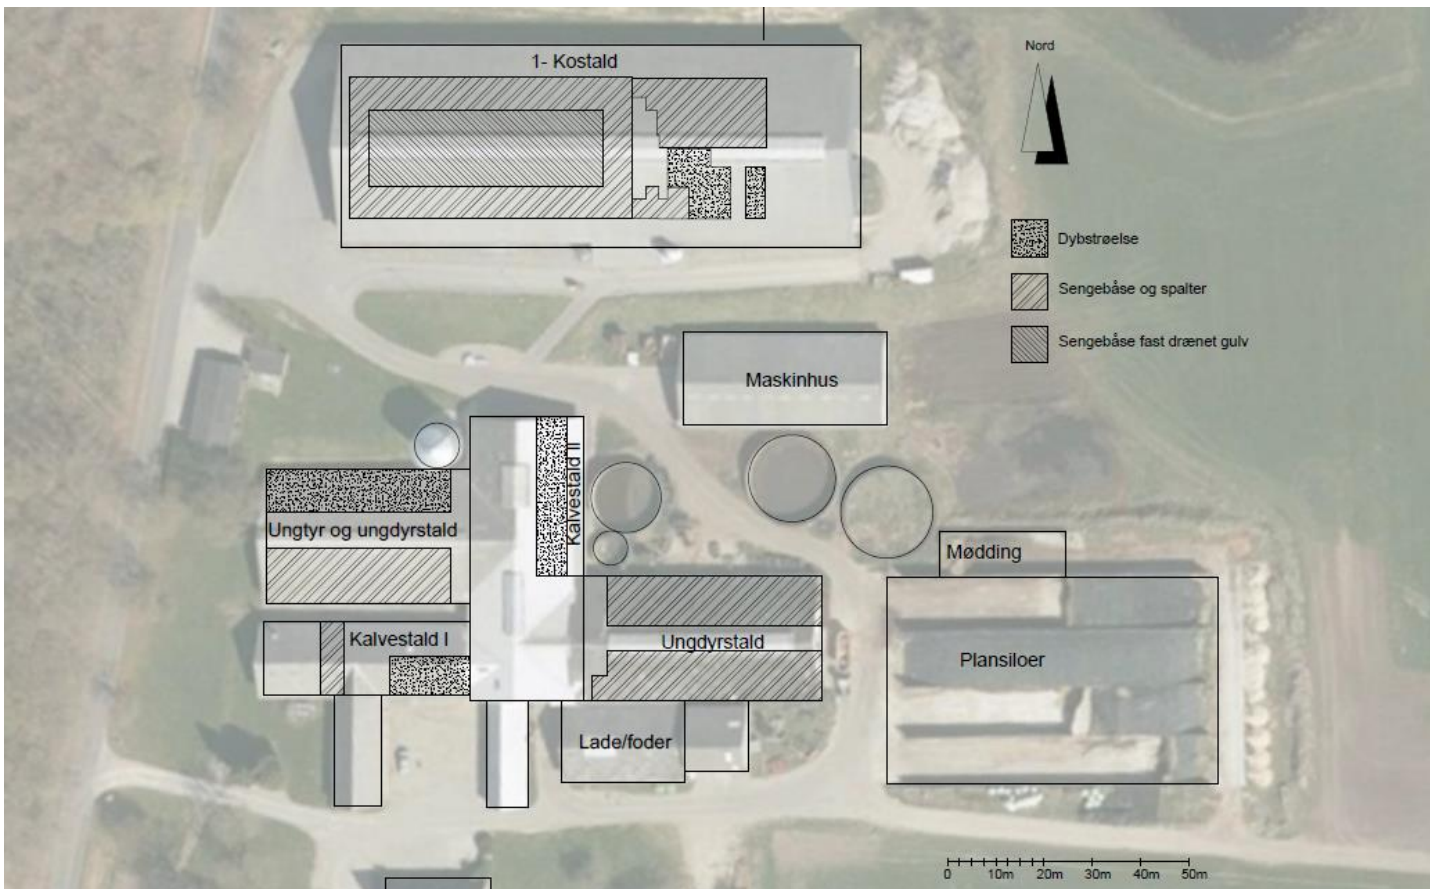 1- Kostald
Nord
Dybstrøelse
Sengebåse og spalter
Sengebåse fast drænet gulv
Maskinhus
Kalvestald II
Ungtyr og ungdyrstald
Mødding
Kalvestald I
Ungdyrstald
Plansiloer
Lade/foder
0 10m 20m 30m 40m 50m